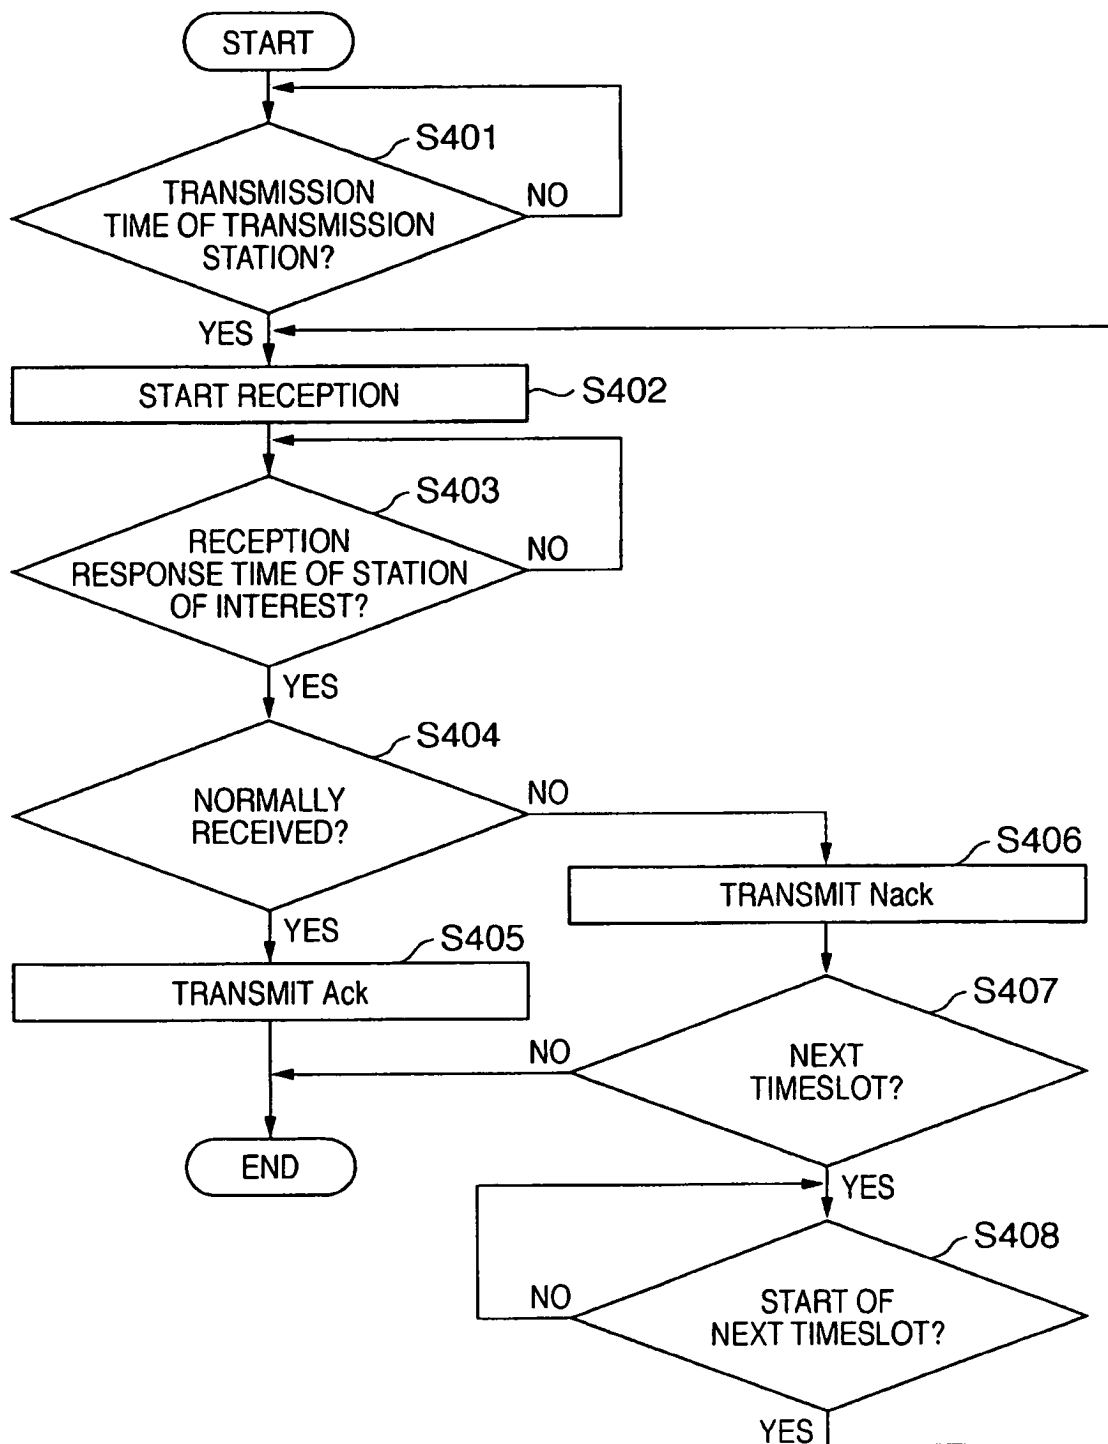 START
S401
TRANSMISSION
TIME OF TRANSMISSION
STATION?
NO
YES
START RECEPTION
S402
S403
RECEPTION
RESPONSE TIME OF STATION
OF INTEREST?
NO
YES
S404
NORMALLY
RECEIVED?
NO
S406
TRANSMIT Nack
YES
S405
TRANSMIT Ack
S407
NEXT
TIMESLOT?
NO
END
YES
S408
START OF
NEXT TIMESLOT?
NO
YES